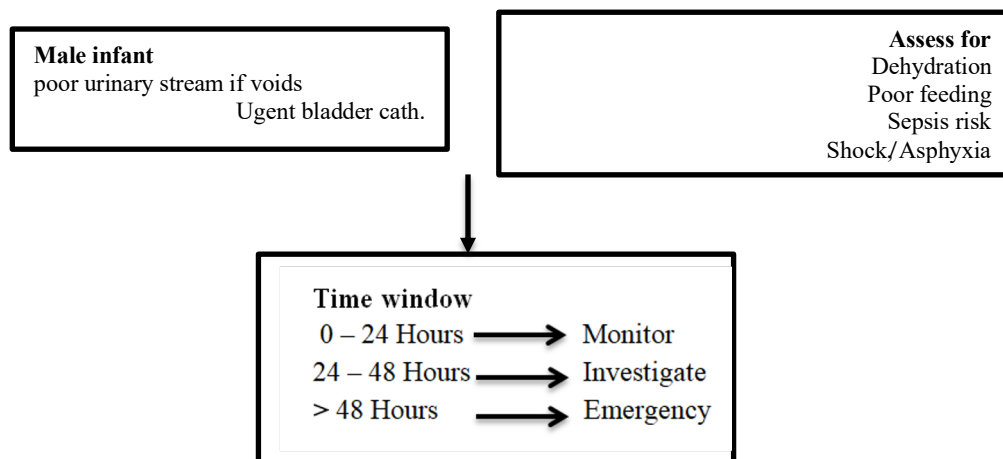 Male infant
poor urinary stream if voids
Ugent bladder cath.
Assess for
Dehydration
Poor feeding
Sepsis risk
Shock/Asphyxia
Time window
0 – 24 Hours Monitor
24 – 48 Hours Investigate
> 48 Hours Emergency